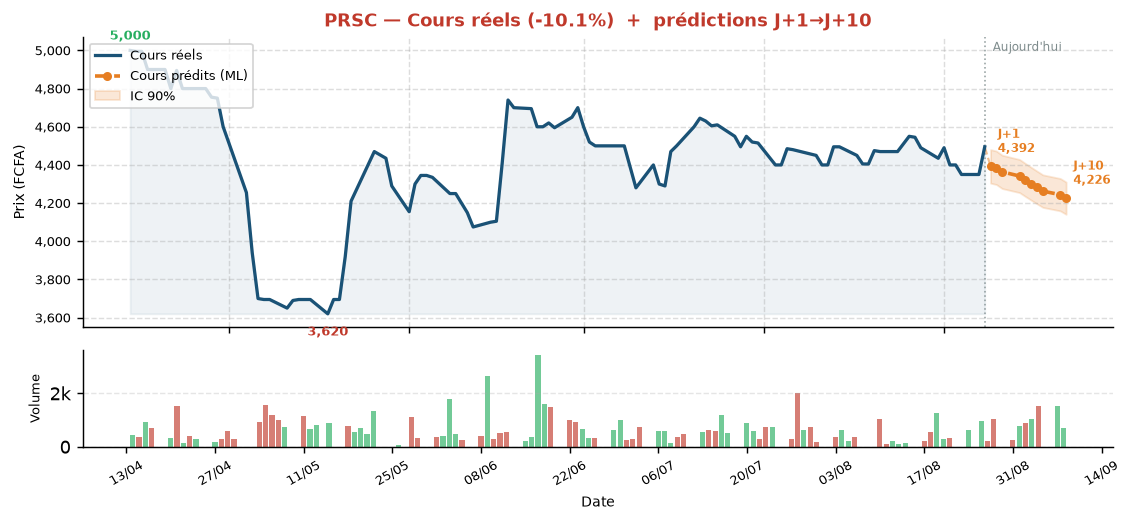 PRSC — Cours réels (-10.1%)  +  prédictions J+1→J+10
5,000
Cours réels
Cours prédits (ML)
IC 90%
Aujourd'hui
J+1
4,392
J+10
4,226
3,620
Prix (FCFA)
5,000
4,800
4,600
4,400
4,200
4,000
3,800
3,600
Volume
2k
0
13/04
27/04
11/05
25/05
08/06
22/06
06/07
20/07
03/08
17/08
31/08
14/09
Date